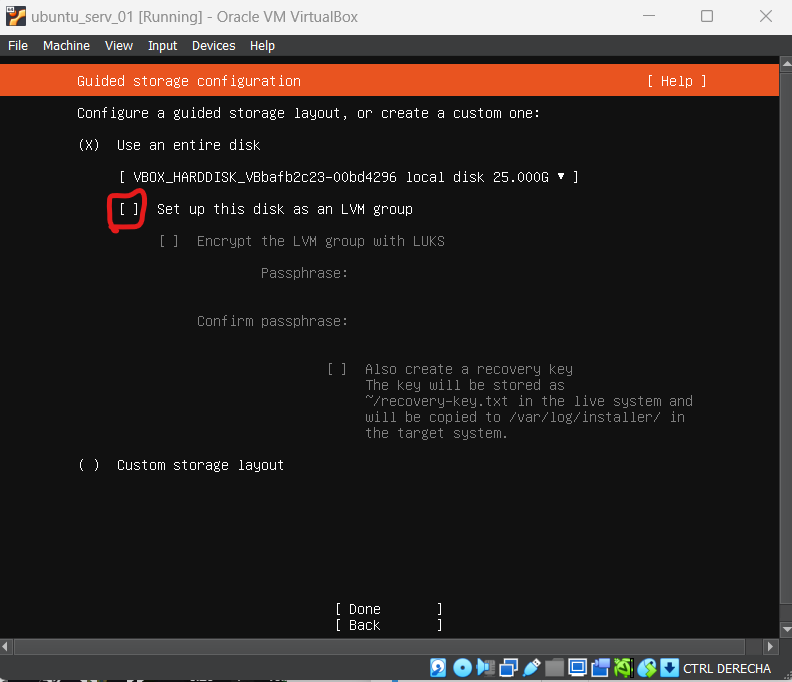 ubuntu_serv_01 [Running] - Oracle VM VirtualBox
File Machine View Input Devices Help
Guided storage configuration [ Help ]
Configure a guided storage layout, or create a custom one:
(X) Use an entire disk
[ VBOX_HARDDISK_VBbafb2c23-00bd4296 local disk 25.000G ▾ ]
[ ] Set up this disk as an LVM group
[ ] Encrypt the LVM group with LUKS
Passphrase:
Confirm passphrase:
[ ] Also create a recovery key
The key will be stored as
~/recovery-key.txt in the live system and
will be copied to /var/log/installer/ in
the target system.
( ) Custom storage layout
[ Done ]
[ Back ]
CTRL DERECHA